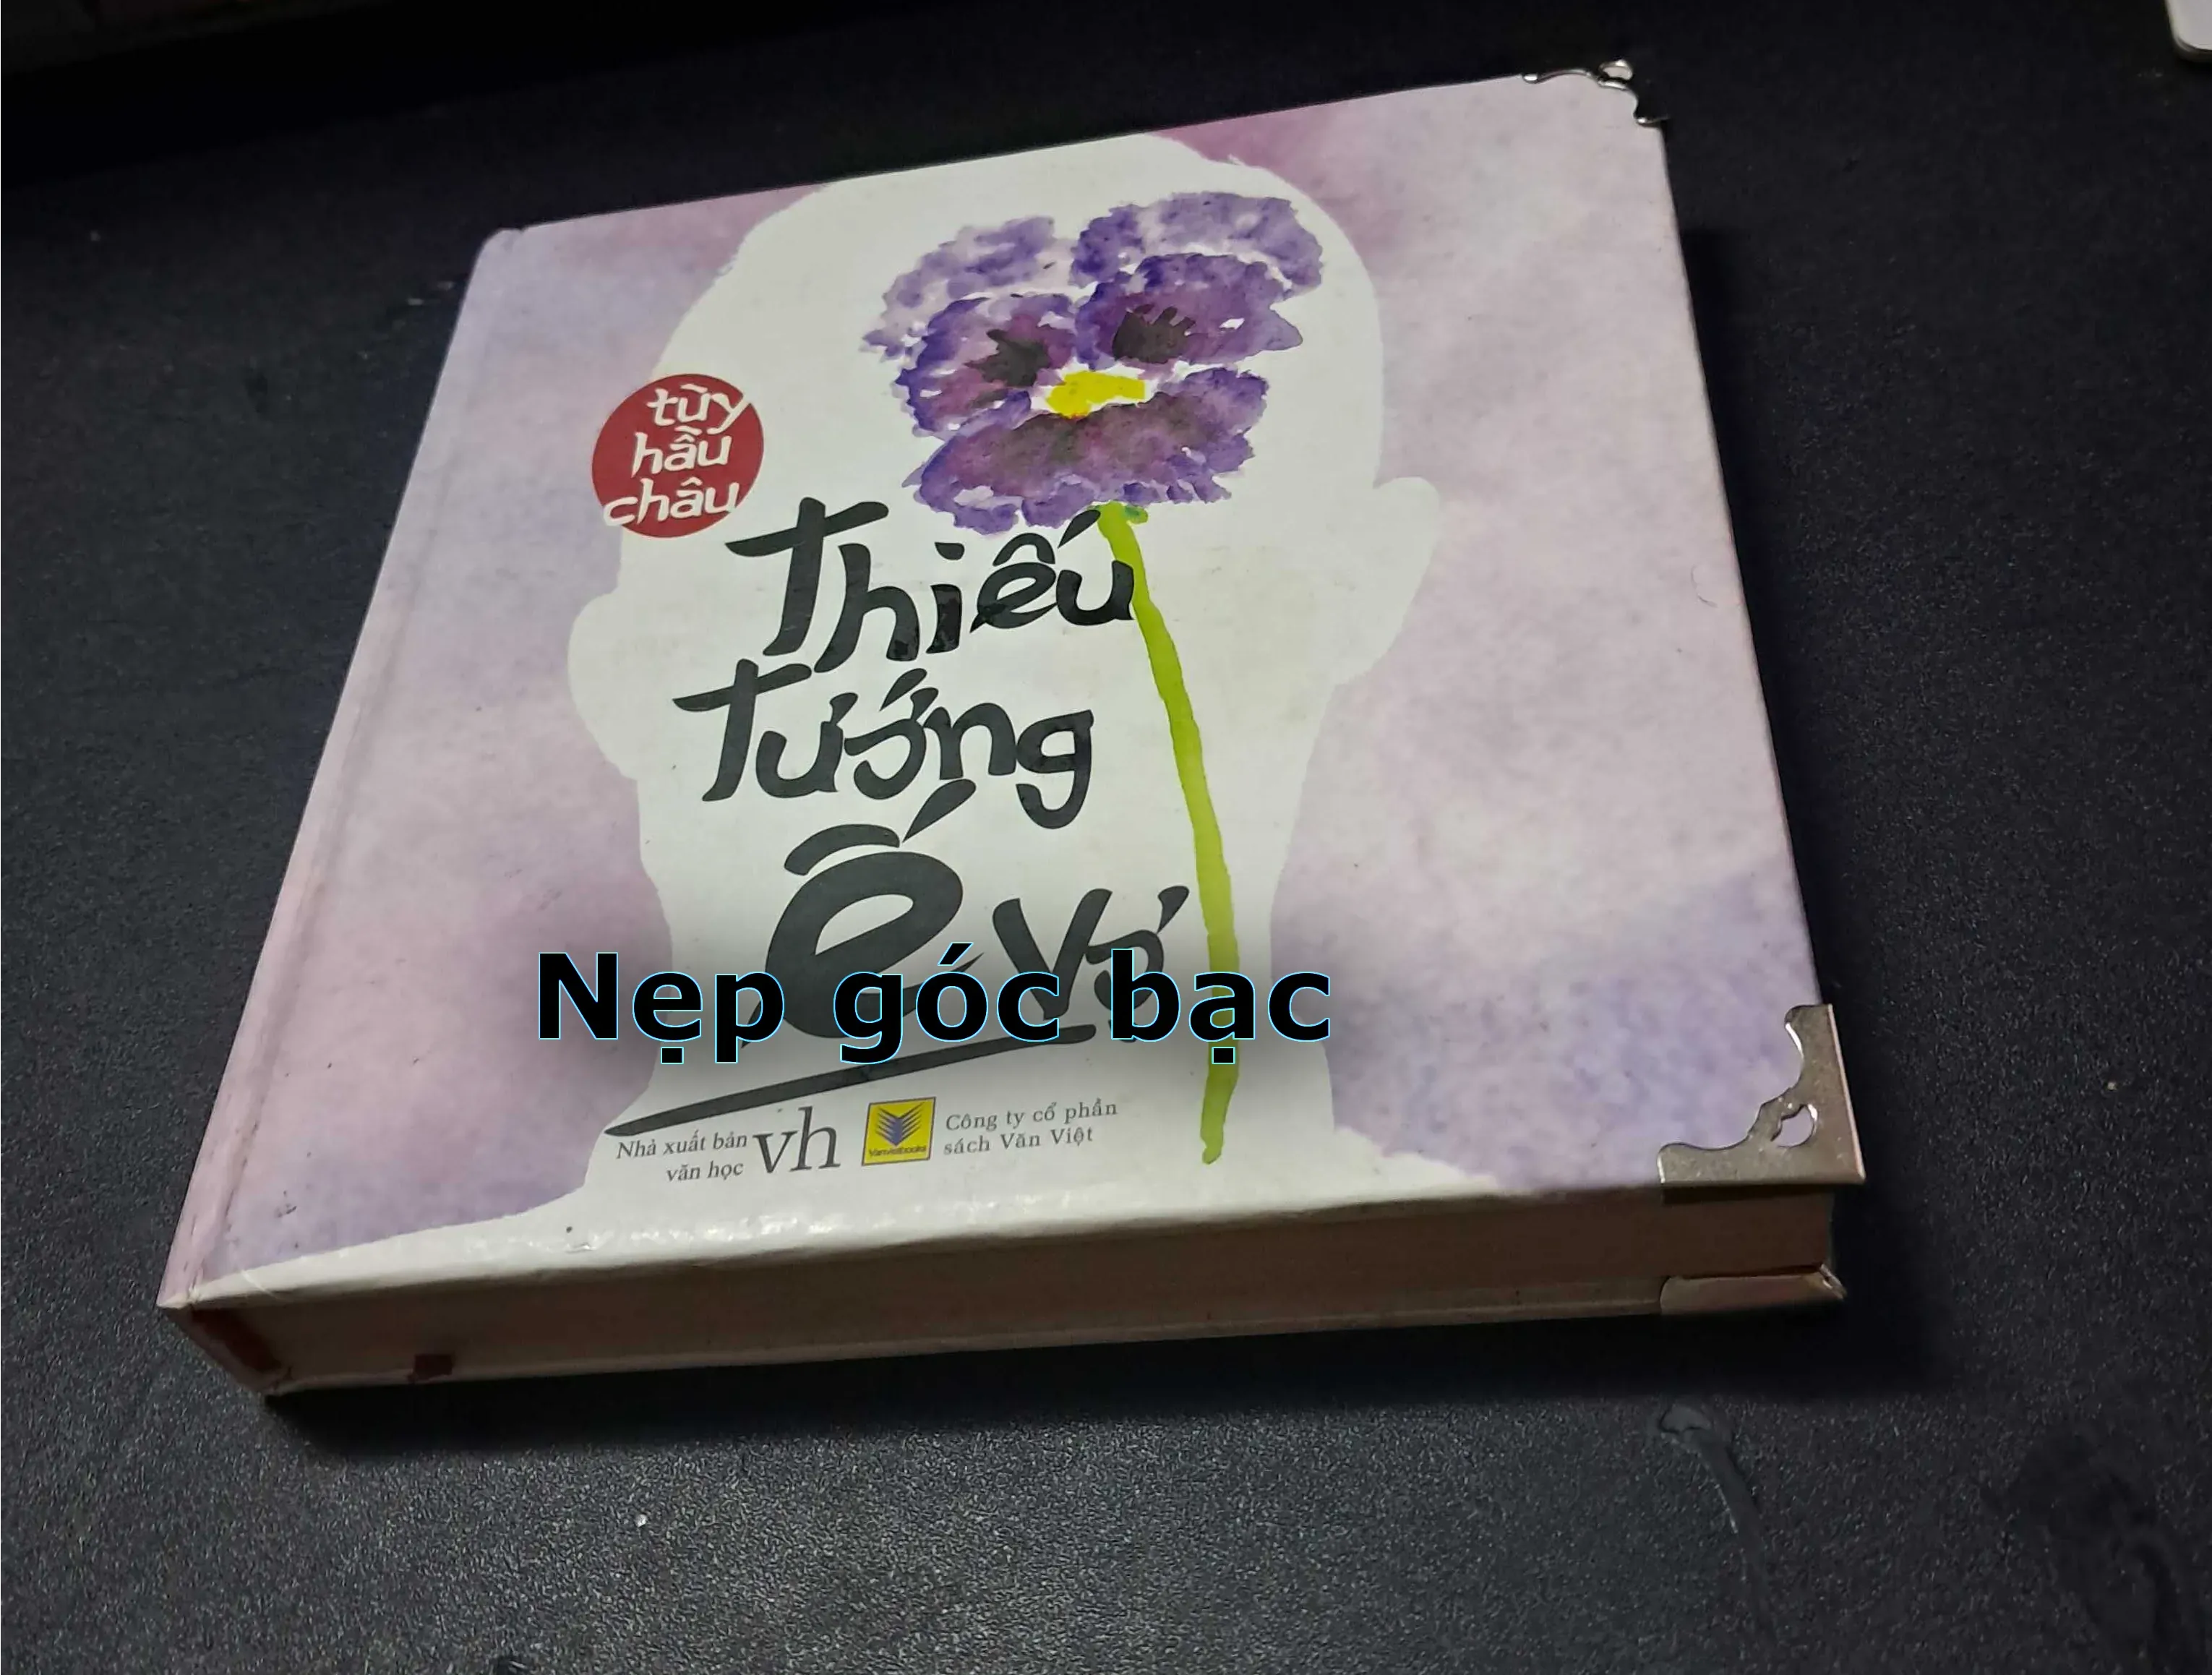 tùy
hầu
châu
Thiếu
tướng
ế vợ
Nẹp góc bạc
Nhà xuất bản
văn học
vh
Vanvietbooks
Công ty cổ phần
sách Văn Việt